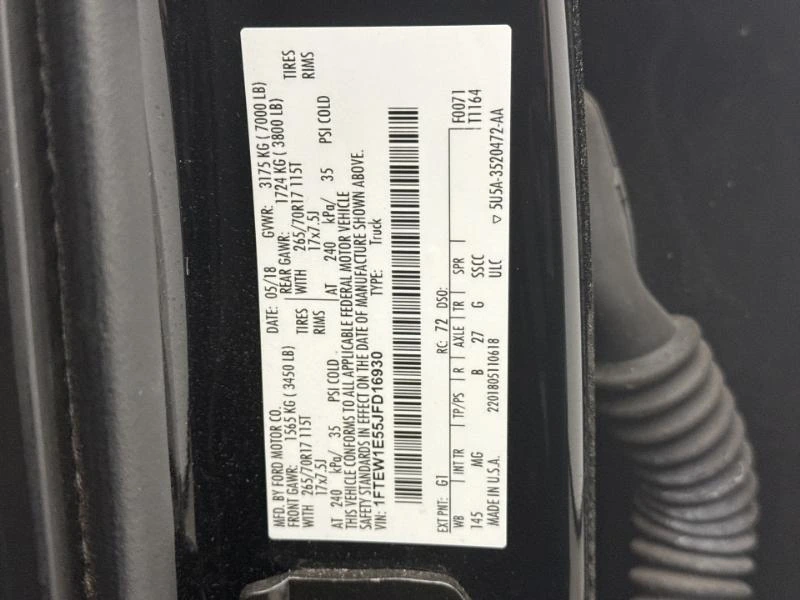 MFD. BY FORD MOTOR CO. DATE: 05/18 GVWR: 3175 KG ( 7000 LB)
FRONT GAWR: 1565 KG ( 3450 LB) REAR GAWR: 1724 KG ( 3800 LB)
WITH 265/70R17 115T TIRES WITH 265/70R17 115T TIRES
17x7.5J RIMS 17x7.5J RIMS
AT 240 kPa/ 35 PSI COLD AT 240 kPa/ 35 PSI COLD
THIS VEHICLE CONFORMS TO ALL APPLICABLE FEDERAL MOTOR VEHICLE
SAFETY STANDARDS IN EFFECT ON THE DATE OF MANUFACTURE SHOWN ABOVE.
VIN: 1FTEW1E55JFD16930 TYPE: Truck
EXT PNT: G1 RC: 72 DSO: F0071
T1164
WB INT TR TP/PS R AXLE TR SPR
145 MG B 27 G SSCC
MADE IN U.S.A. 2201805110618 ULC ▽ 5U5A-3520472-AA